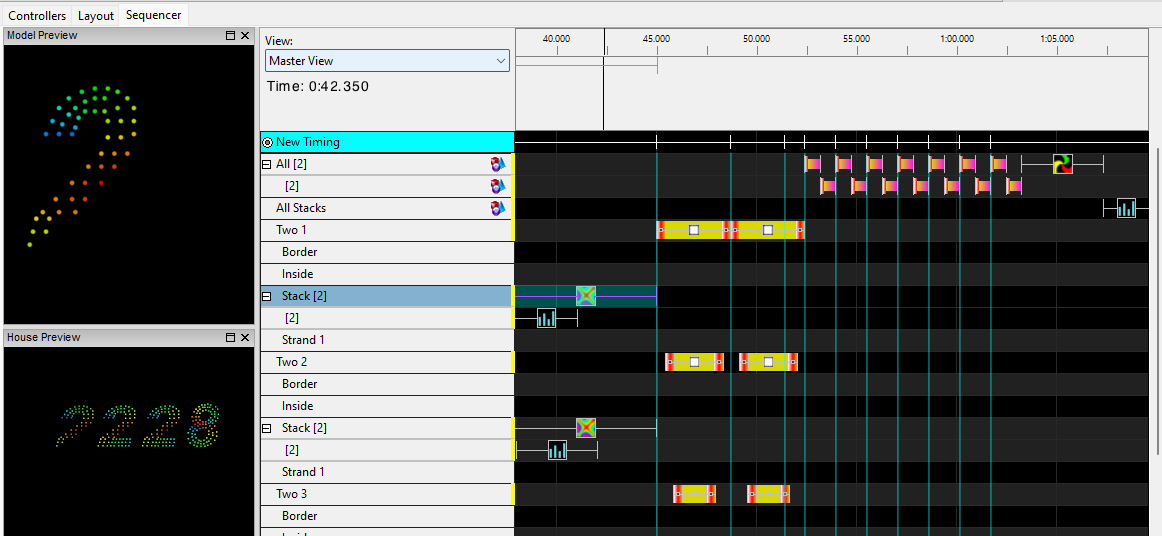 Controllers Layout Sequencer
Model Preview
View:
Master View
Time: 0:42.350
40.000 45.000 50.000 55.000 1:00.000 1:05.000
New Timing
All [2]
[2]
All Stacks
Two 1
Border
Inside
Stack [2]
[2]
Strand 1
Two 2
Border
Inside
Stack [2]
[2]
Strand 1
Two 3
Border
House Preview
2228